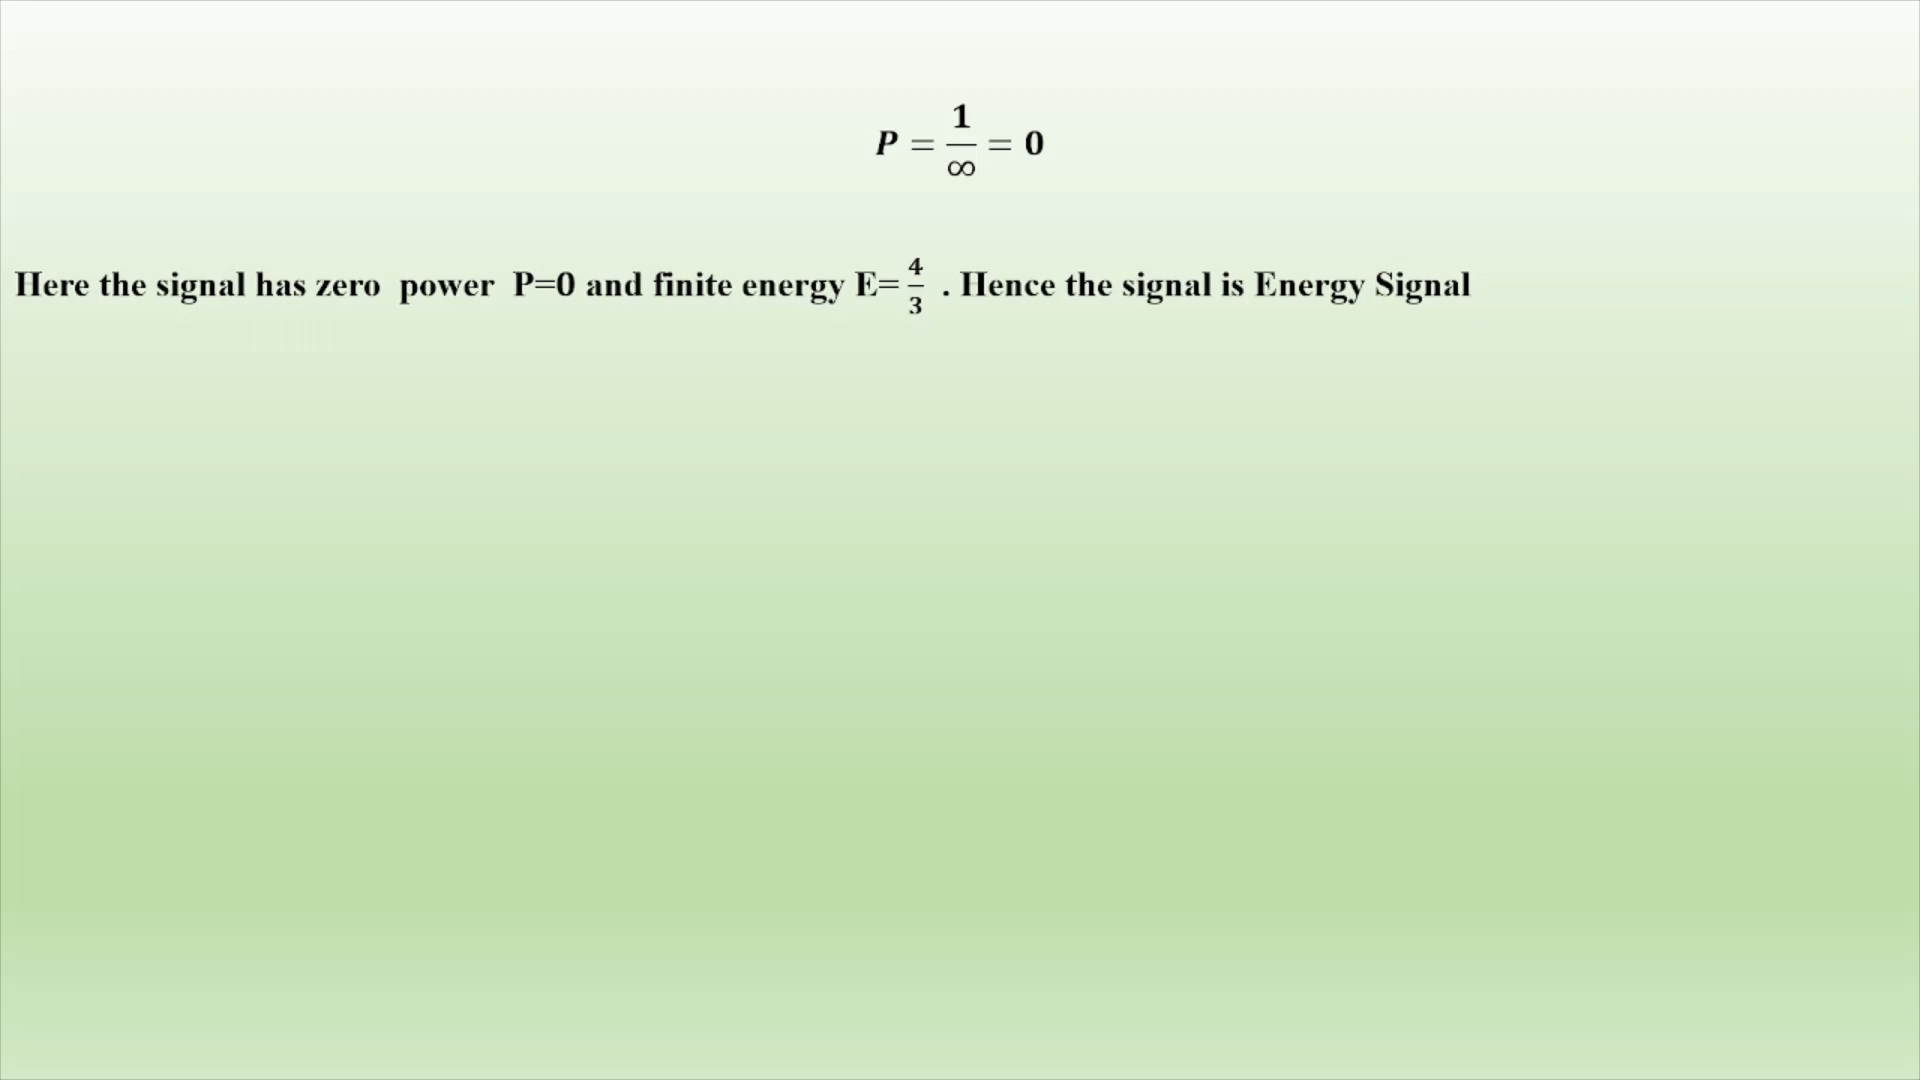 P = 1/∞ = 0
Here the signal has zero power P=0 and finite energy E= 4/3 . Hence the signal is Energy Signal